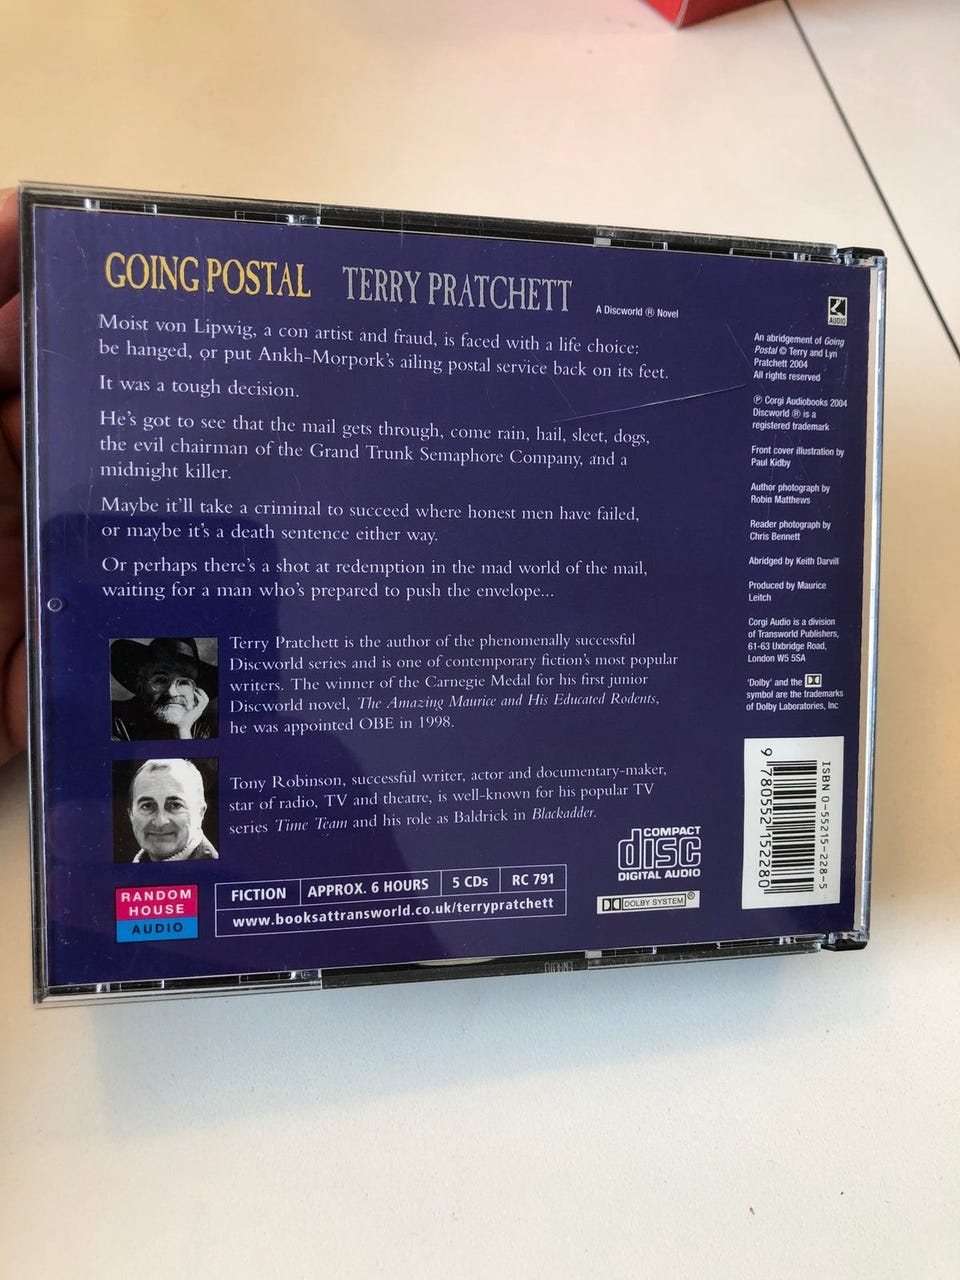 GOING POSTAL TERRY PRATCHETT
A Discworld ® Novel
Moist von Lipwig, a con artist and fraud, is faced with a life choice:
be hanged, or put Ankh-Morpork's ailing postal service back on its feet.
It was a tough decision.
He's got to see that the mail gets through, come rain, hail, sleet, dogs,
the evil chairman of the Grand Trunk Semaphore Company, and a
midnight killer.
Maybe it'll take a criminal to succeed where honest men have failed,
or maybe it's a death sentence either way.
Or perhaps there's a shot at redemption in the mad world of the mail,
waiting for a man who's prepared to push the envelope...
Terry Pratchett is the author of the phenomenally successful
Discworld series and is one of contemporary fiction's most popular
writers. The winner of the Carnegie Medal for his first junior
Discworld novel, The Amazing Maurice and His Educated Rodents,
he was appointed OBE in 1998.
Tony Robinson, successful writer, actor and documentary-maker,
star of radio, TV and theatre, is well-known for his popular TV
series Time Team and his role as Baldrick in Blackadder.
RANDOM
HOUSE
AUDIO
FICTION APPROX. 6 HOURS 5 CDs RC 791
www.booksattransworld.co.uk/terrypratchett
COMPACT
disc
DIGITAL AUDIO
DOLBY SYSTEM ®
AUDIO
An abridgement of Going
Postal © Terry and Lyn
Pratchett 2004
All rights reserved
℗ Corgi Audiobooks 2004
Discworld ® is a
registered trademark
Front cover illustration by
Paul Kidby
Author photograph by
Robin Matthews
Reader photograph by
Chris Bennett
Abridged by Keith Darvill
Produced by Maurice
Leitch
Corgi Audio is a division
of Transworld Publishers,
61-63 Uxbridge Road,
London W5 5SA
'Dolby' and the
symbol are the trademarks
of Dolby Laboratories, Inc
ISBN 0-55215-228-5
9 780552 152280